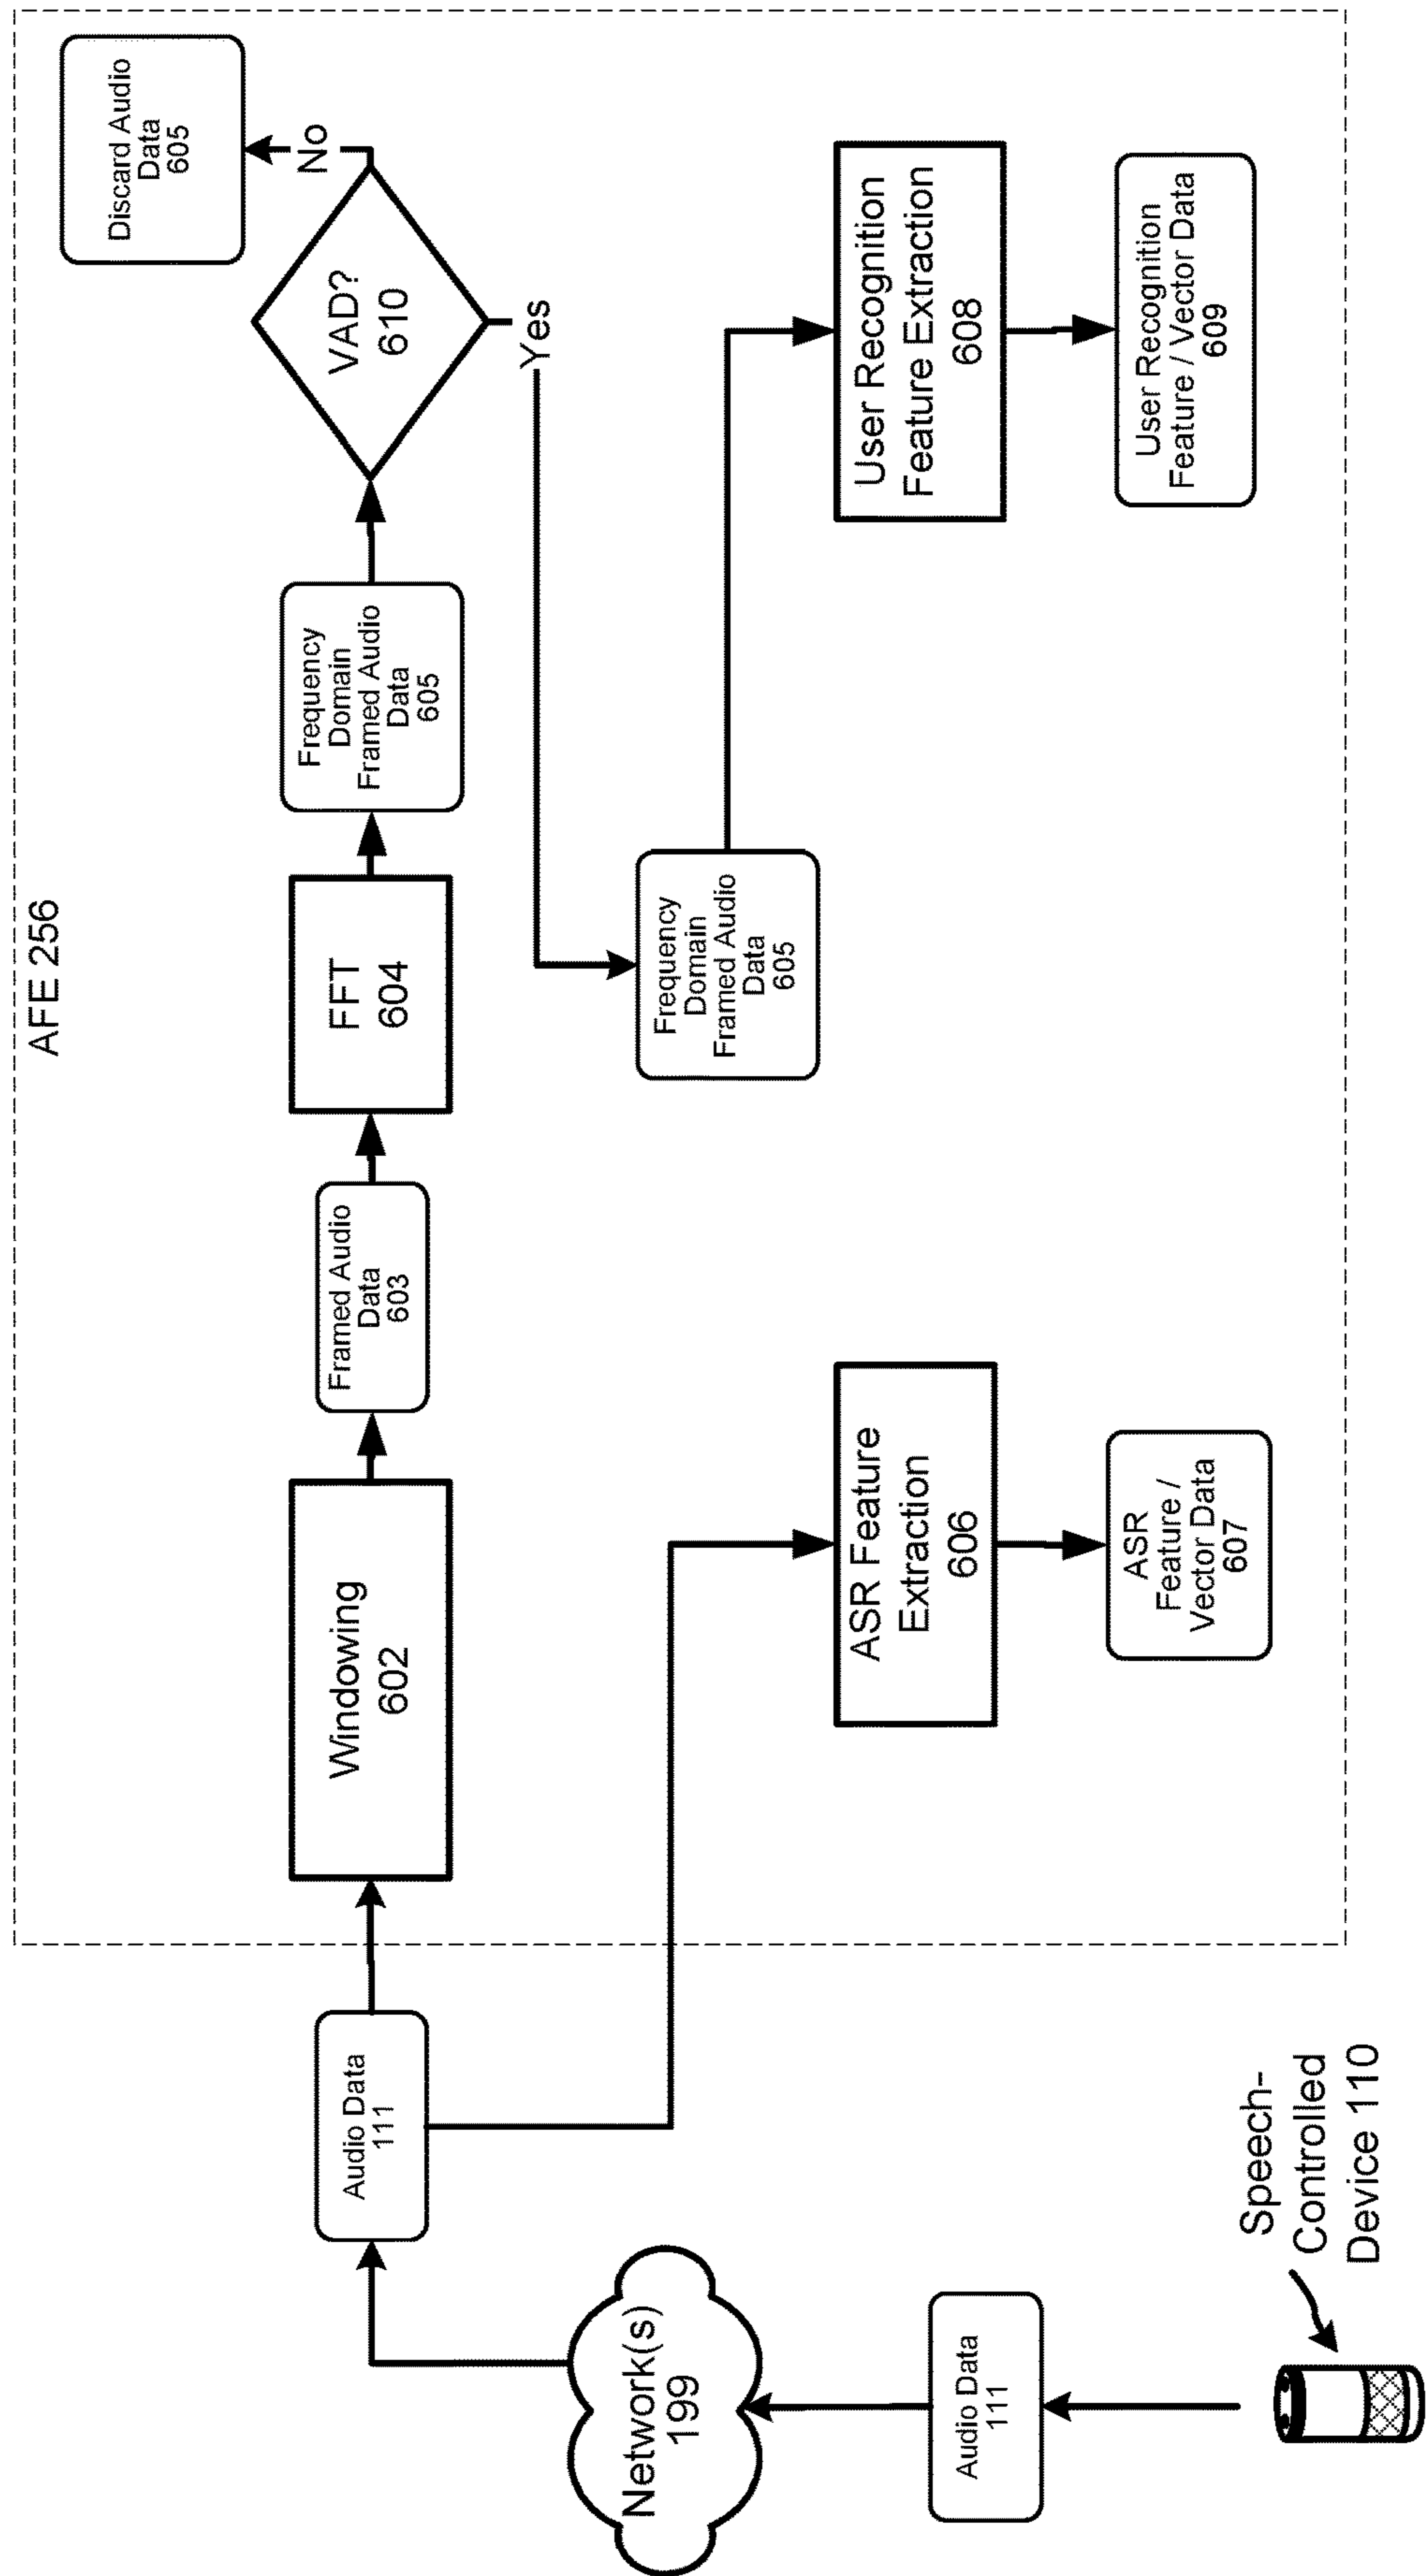 AFE 256
Speech-
Controlled
Device 110
Audio Data
111
Network(s)
199
Audio Data
111
Windowing
602
Framed Audio
Data
603
FFT
604
Frequency
Domain
Framed Audio
Data
605
VAD?
610
No
Discard Audio
Data
605
Yes
Frequency
Domain
Framed Audio
Data
605
ASR Feature
Extraction
606
ASR
Feature /
Vector Data
607
User Recognition
Feature Extraction
608
User Recognition
Feature / Vector Data
609